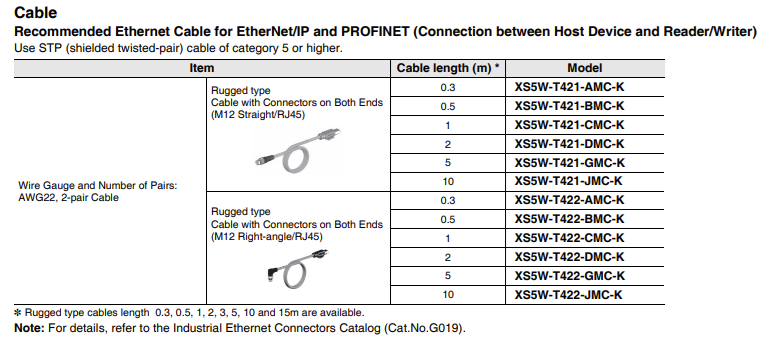 Cable
Recommended Ethernet Cable for EtherNet/IP and PROFINET (Connection between Host Device and Reader/Writer)
Use STP (shielded twisted-pair) cable of category 5 or higher.
Item Cable length (m) * Model
Wire Gauge and Number of Pairs:
AWG22, 2-pair Cable
Rugged type
Cable with Connectors on Both Ends
(M12 Straight/RJ45)
0.3 XS5W-T421-AMC-K
0.5 XS5W-T421-BMC-K
1 XS5W-T421-CMC-K
2 XS5W-T421-DMC-K
5 XS5W-T421-GMC-K
10 XS5W-T421-JMC-K
Rugged type
Cable with Connectors on Both Ends
(M12 Right-angle/RJ45)
0.3 XS5W-T422-AMC-K
0.5 XS5W-T422-BMC-K
1 XS5W-T422-CMC-K
2 XS5W-T422-DMC-K
5 XS5W-T422-GMC-K
10 XS5W-T422-JMC-K
* Rugged type cables length 0.3, 0.5, 1, 2, 3, 5, 10 and 15m are available.
Note: For details, refer to the Industrial Ethernet Connectors Catalog (Cat.No.G019).